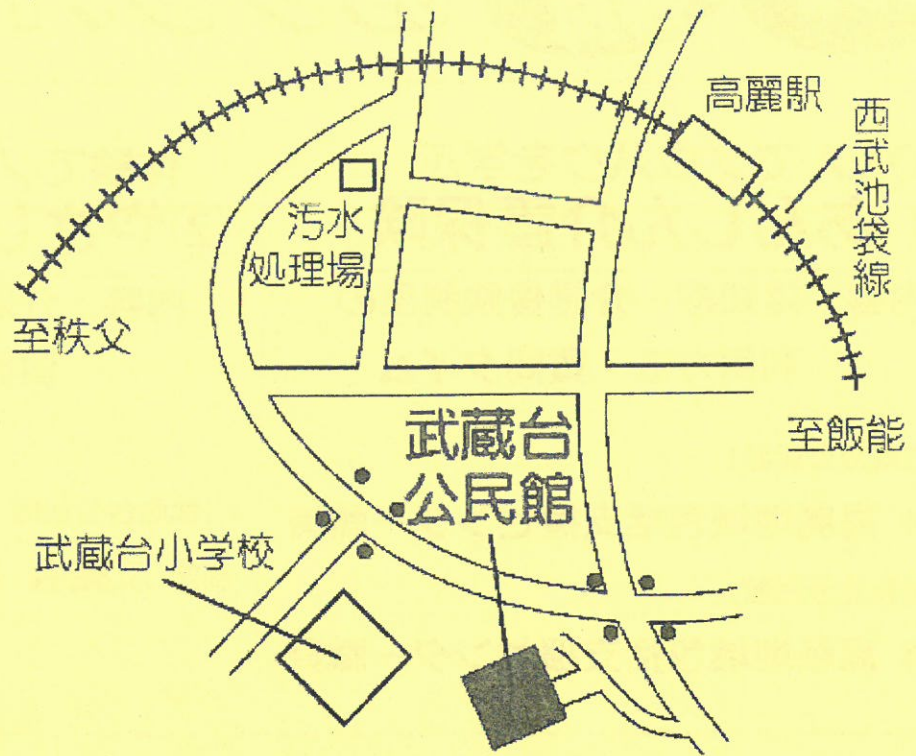 高麗駅
西武池袋線
汚水
処理場
至秩父
武蔵台
公民館
至飯能
武蔵台小学校